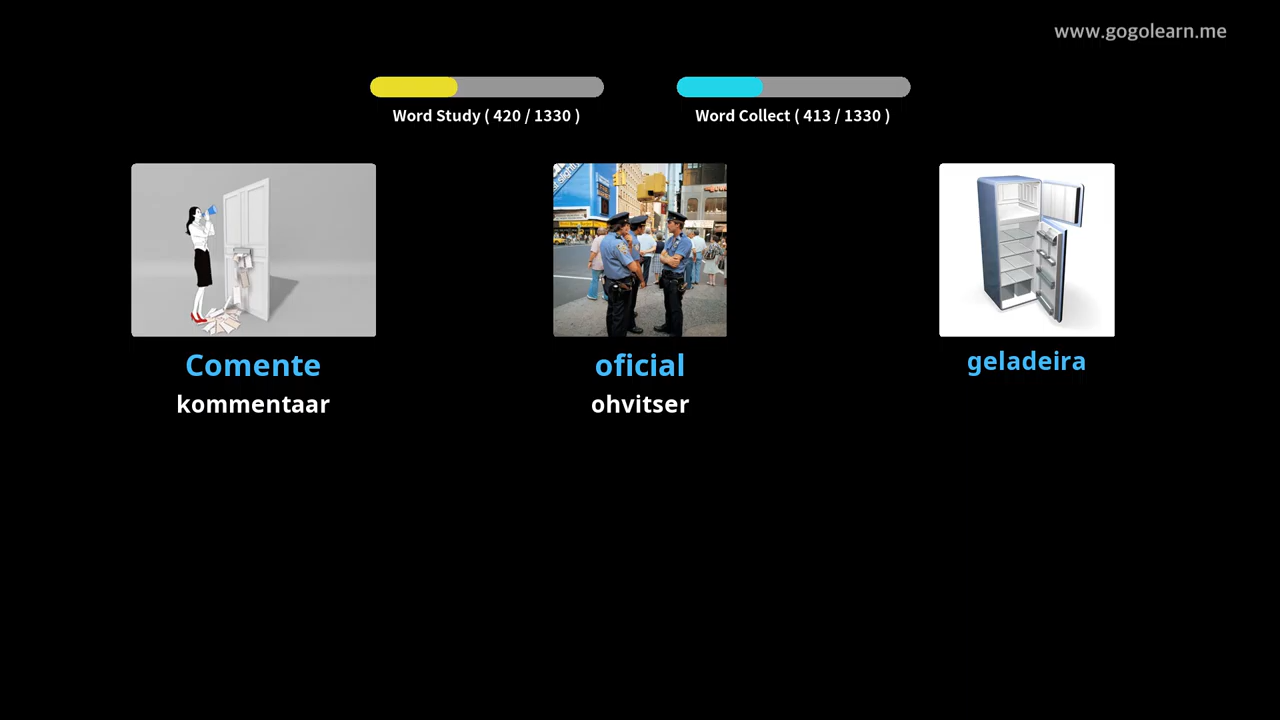 www.gogolearn.me
Word Study ( 420 / 1330 )
Word Collect ( 413 / 1330 )
Comente
kommentaar
oficial
ohvitser
geladeira